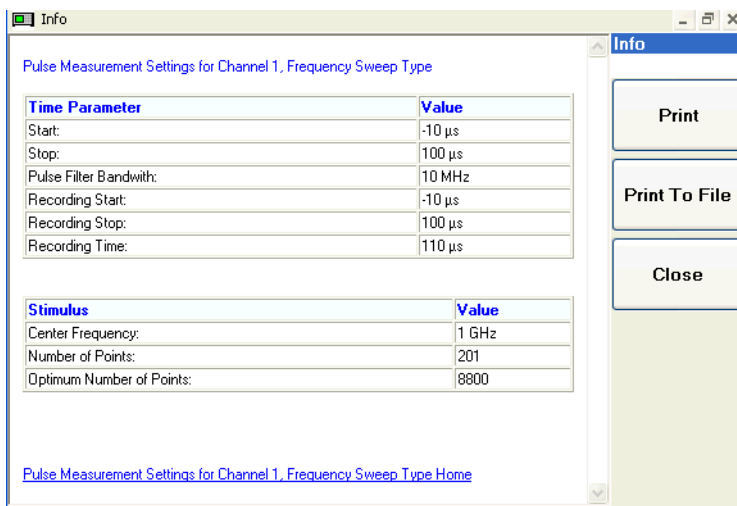 Info
Info
Pulse Measurement Settings for Channel 1, Frequency Sweep Type
Time Parameter Value
Start: -10 µs
Stop: 100 µs
Pulse Filter Bandwith: 10 MHz
Recording Start: -10 µs
Recording Stop: 100 µs
Recording Time: 110 µs
Stimulus Value
Center Frequency: 1 GHz
Number of Points: 201
Optimum Number of Points: 8800
Pulse Measurement Settings for Channel 1, Frequency Sweep Type Home
Print
Print To File
Close